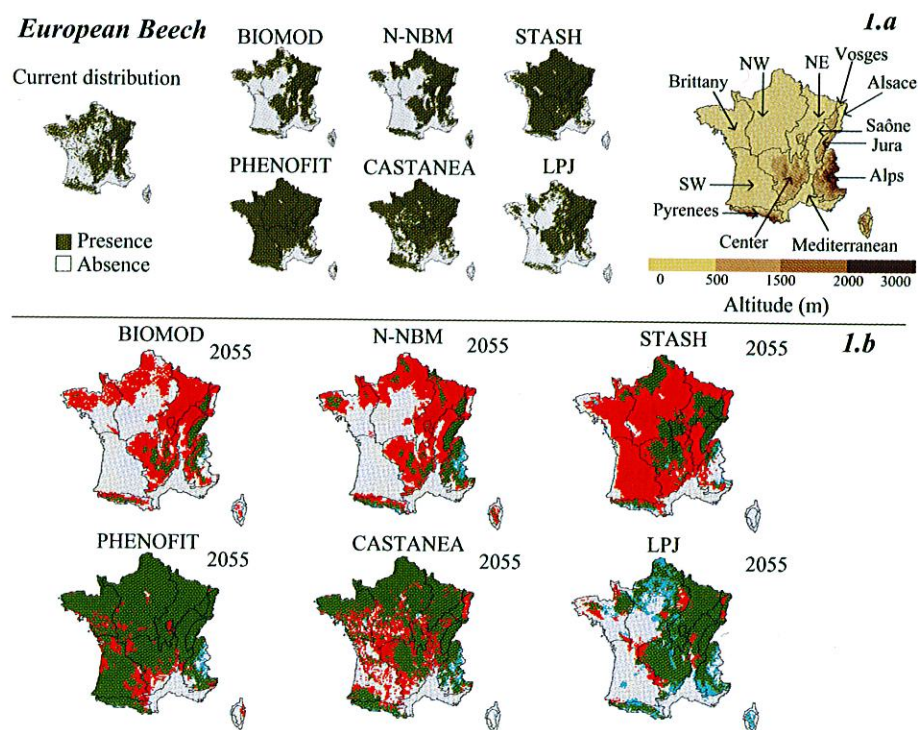 European Beech
1.a
BIOMOD N-NBM STASH
Current distribution
PHENOFIT CASTANEA LPJ
Presence
Absence
NW NE Vosges
Brittany Alsace
Saône
Jura
SW Alps
Pyrenees
Center Mediterranean
0 500 1500 2000 3000
Altitude (m)
1.b
BIOMOD 2055 N-NBM 2055 STASH 2055
PHENOFIT 2055 CASTANEA 2055 LPJ 2055